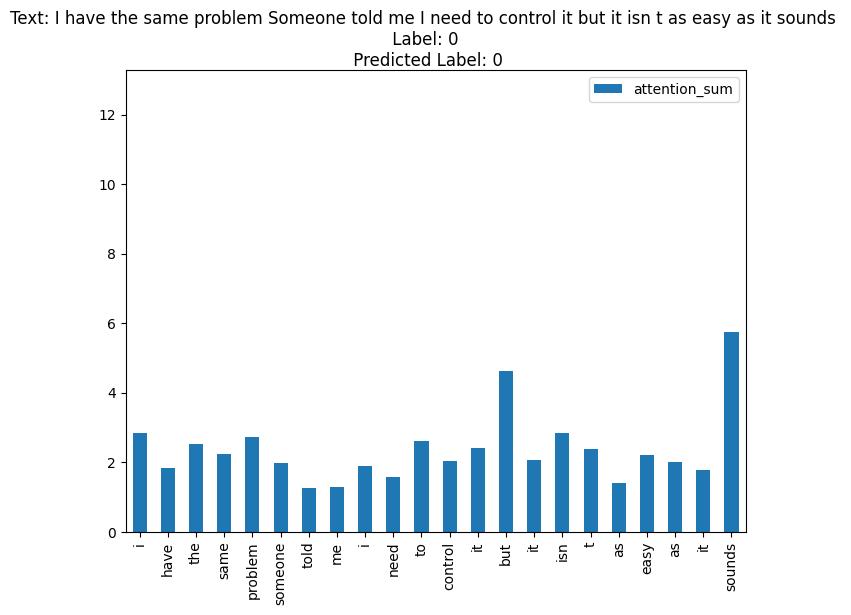 Text: I have the same problem Someone told me I need to control it but it isn t as easy as it sounds
Label: 0
Predicted Label: 0
attention_sum
12
10
8
6
4
2
0
i
have
the
same
problem
someone
told
me
i
need
to
control
it
but
it
isn
t
as
easy
as
it
sounds